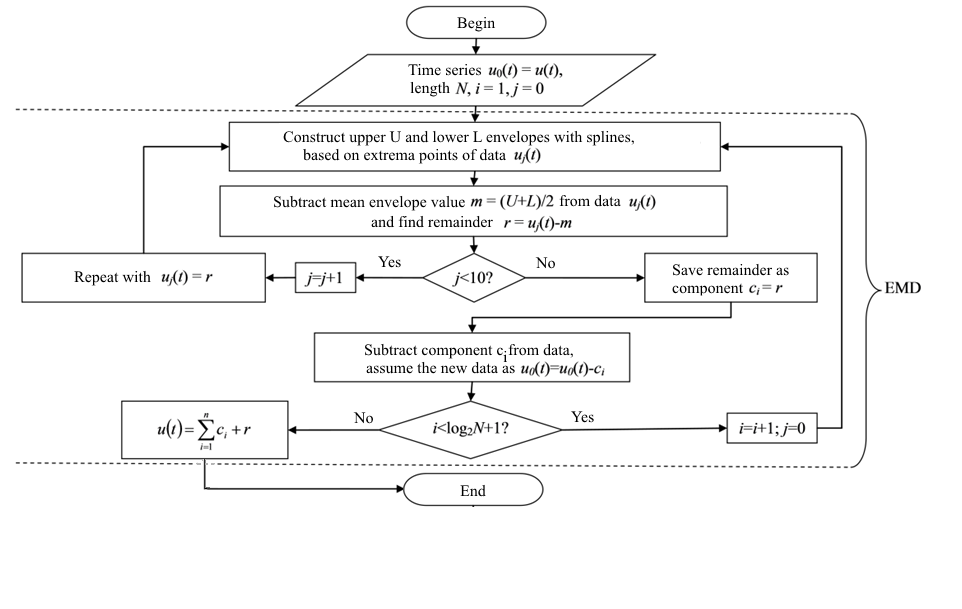 Begin
Time series u₀(t) = u(t),
length N, i = 1, j = 0
Construct upper U and lower L envelopes with splines,
based on extrema points of data uⱼ(t)
Subtract mean envelope value m = (U+L)/2 from data uⱼ(t)
and find remainder r = uⱼ(t)-m
Repeat with uⱼ(t) = r
j=j+1
Yes
j<10?
No
Save remainder as
component cᵢ = r
EMD
Subtract component cᵢ from data,
assume the new data as u₀(t)=u₀(t)-cᵢ
u(t)=∑ⁿᵢ₌₁ cᵢ + r
No
i<log₂N+1?
Yes
i=i+1; j=0
End